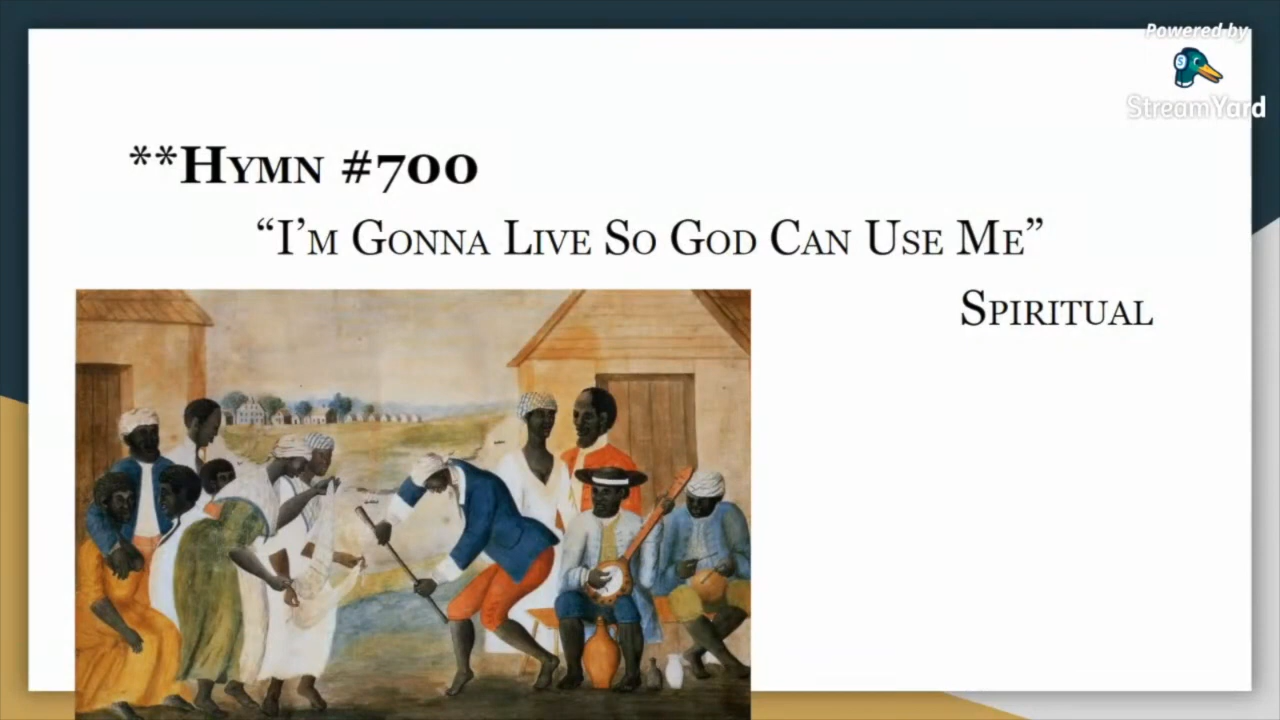 Powered by
StreamYard
**Hymn #700
“I’m Gonna Live So God Can Use Me”
Spiritual